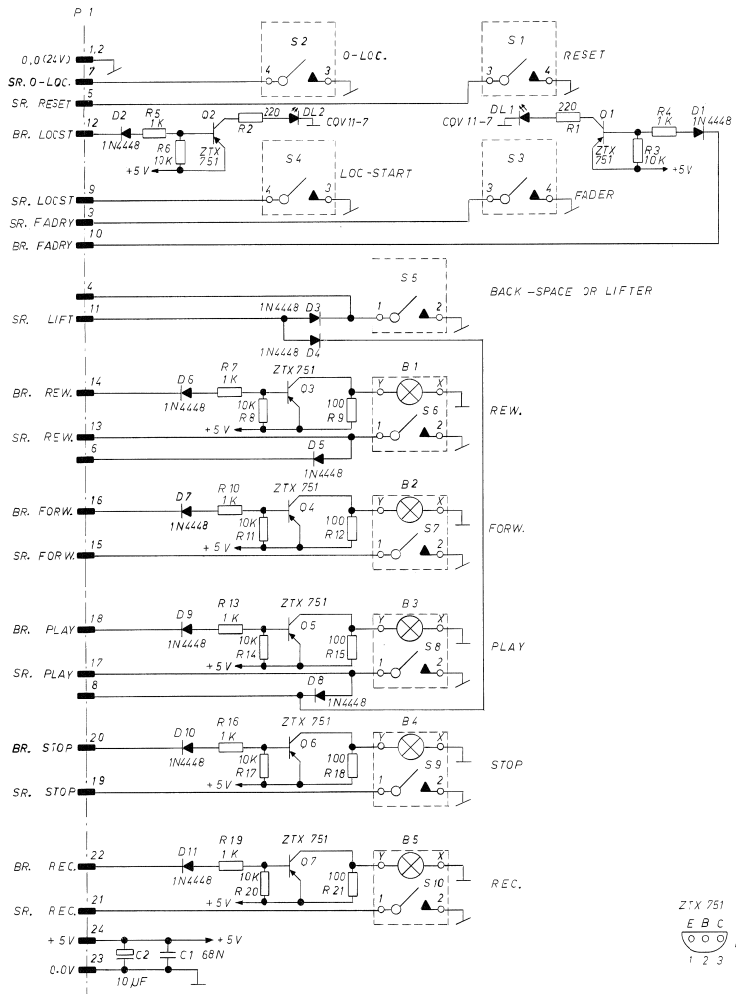 P 1
S 2
O-LOC.
S 1
RESET
0,0(24V)
1,2
7
SR. O-LOC.
4
3
3
4
5
SR. RESET
12
BR. LOCST
D2
1N4448
R5
1K
Q2
220
R2
DL2
CQV 11-7
R6
10K
ZTX
751
+5V
DL1
CQV 11-7
220
R1
Q1
ZTX
751
R4
1K
D1
1N4448
R3
10K
+5V
S 4
LOC-START
S 3
FADER
9
SR. LOCST
4
3
3
4
3
SR. FADRY
10
BR. FADRY
S 5
BACK-SPACE OR LIFTER
4
11
SR. LIFT
1N4448 D3
1
2
1N4448 D4
14
BR. REW.
D6
1N4448
R7
1K
ZTX751
Q3
10K
R8
100
R9
B 1
Y
X
S 6
REW.
+5V
13
SR. REW.
1
2
6
D5
1N4448
16
BR. FORW.
D7
1N4448
R10
1K
ZTX 751
Q4
10K
R11
100
R12
B2
Y
X
S7
FORW.
+5V
15
SR. FORW.
1
2
18
BR. PLAY
D9
1N4448
R13
1K
ZTX 751
Q5
10K
R14
100
R15
B3
Y
X
S8
PLAY
+5V
17
SR. PLAY
1
2
8
D8
1N4448
20
BR. STOP
D10
1N4448
R16
1K
ZTX 751
Q6
10K
R17
100
R18
B4
Y
X
S9
STOP
+5V
19
SR. STOP
1
2
22
BR. REC.
D11
1N4448
R19
1K
ZTX 751
Q7
10K
R20
100
R21
B5
Y
X
S10
REC.
+5V
21
SR. REC.
1
2
24
+5V
+5V
C2
C1 68N
10µF
23
0.0V
ZTX 751
E B C
1 2 3